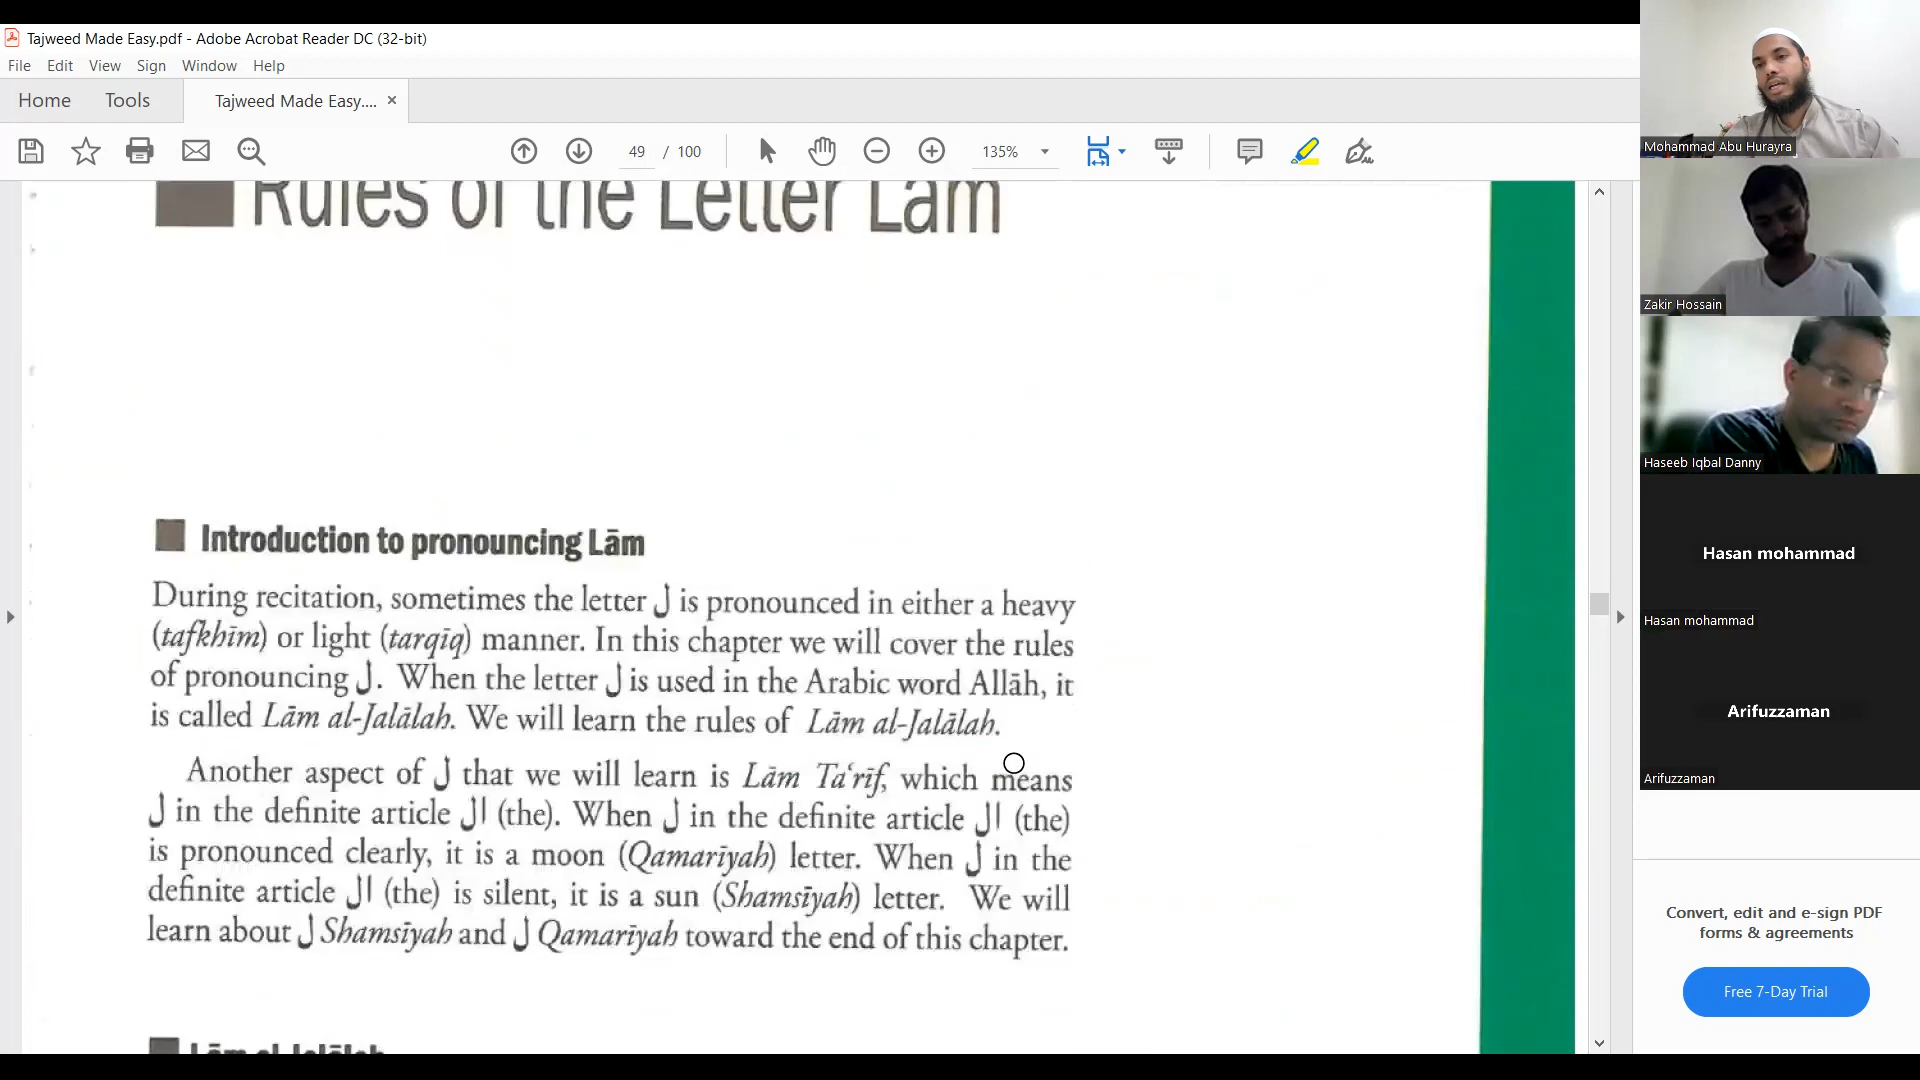 Tajweed Made Easy.pdf - Adobe Acrobat Reader DC (32-bit)
File Edit View Sign Window Help
Home Tools Tajweed Made Easy.... ×
49 / 100 135%
Rules of the Letter Lām
Introduction to pronouncing Lām
During recitation, sometimes the letter ل is pronounced in either a heavy
(tafkhīm) or light (tarqīq) manner. In this chapter we will cover the rules
of pronouncing ل. When the letter ل is used in the Arabic word Allāh, it
is called Lām al-Jalālah. We will learn the rules of Lām al-Jalālah.
Another aspect of ل that we will learn is Lām Ta‘rīf, which means
ل in the definite article ال (the). When ل in the definite article ال (the)
is pronounced clearly, it is a moon (Qamarīyah) letter. When ل in the
definite article ال (the) is silent, it is a sun (Shamsīyah) letter. We will
learn about ل Shamsīyah and ل Qamarīyah toward the end of this chapter.
Lām al-Jalālah
Mohammad Abu Hurayra
Zakir Hossain
Haseeb Iqbal Danny
Hasan mohammad
Hasan mohammad
Arifuzzaman
Arifuzzaman
Convert, edit and e-sign PDF
forms & agreements
Free 7-Day Trial